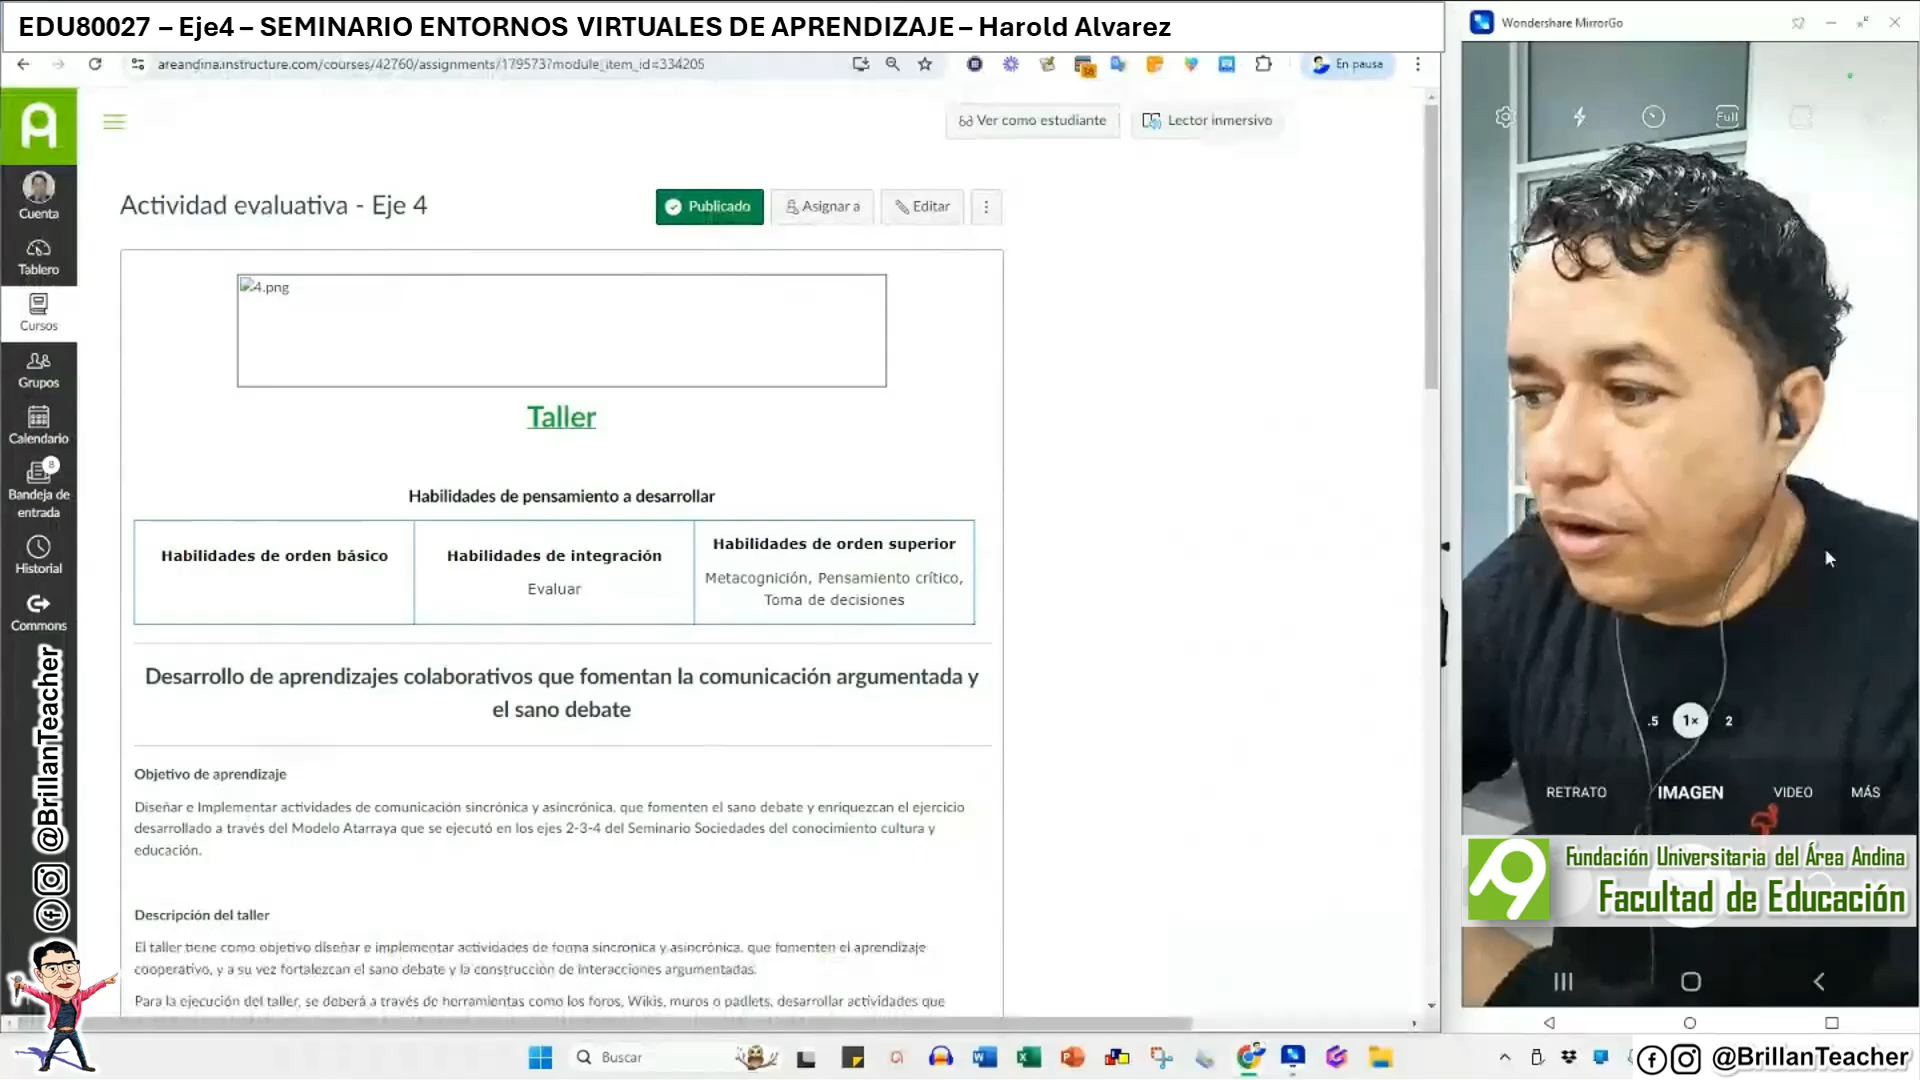 EDU80027 – Eje4 – SEMINARIO ENTORNOS VIRTUALES DE APRENDIZAJE – Harold Alvarez
Wondershare MirrorGo
areandina.instructure.com/courses/42760/assignments/179573?module_item_id=334205
En pausa
Ver como estudiante
Lector inmersivo
Full
Cuenta
Tablero
Cursos
Grupos
Calendario
8
Bandeja de
entrada
Historial
Commons
@BrillanTeacher
Actividad evaluativa - Eje 4
Publicado
Asignar a
Editar
4.png
Taller
Habilidades de pensamiento a desarrollar
Habilidades de orden básico
Habilidades de integración
Evaluar
Habilidades de orden superior
Metacognición, Pensamiento crítico,
Toma de decisiones
Desarrollo de aprendizajes colaborativos que fomentan la comunicación argumentada y
el sano debate
Objetivo de aprendizaje
Diseñar e Implementar actividades de comunicación sincrónica y asincrónica, que fomenten el sano debate y enriquezcan el ejercicio
desarrollado a través del Modelo Atarraya que se ejecutó en los ejes 2-3-4 del Seminario Sociedades del conocimiento cultura y
educación.
Descripción del taller
El taller tiene como objetivo diseñar e implementar actividades de forma sincronica y asincrónica, que fomenten el aprendizaje
cooperativo, y a su vez fortalezcan el sano debate y la construcción de interacciones argumentadas.
Para la ejecución del taller, se deberá a través de herramientas como los foros, Wikis, muros o padlets, desarrollar actividades que
.5 1× 2
RETRATO IMAGEN VIDEO MÁS
Fundación Universitaria del Área Andina
Facultad de Educación
Buscar
@BrillanTeacher